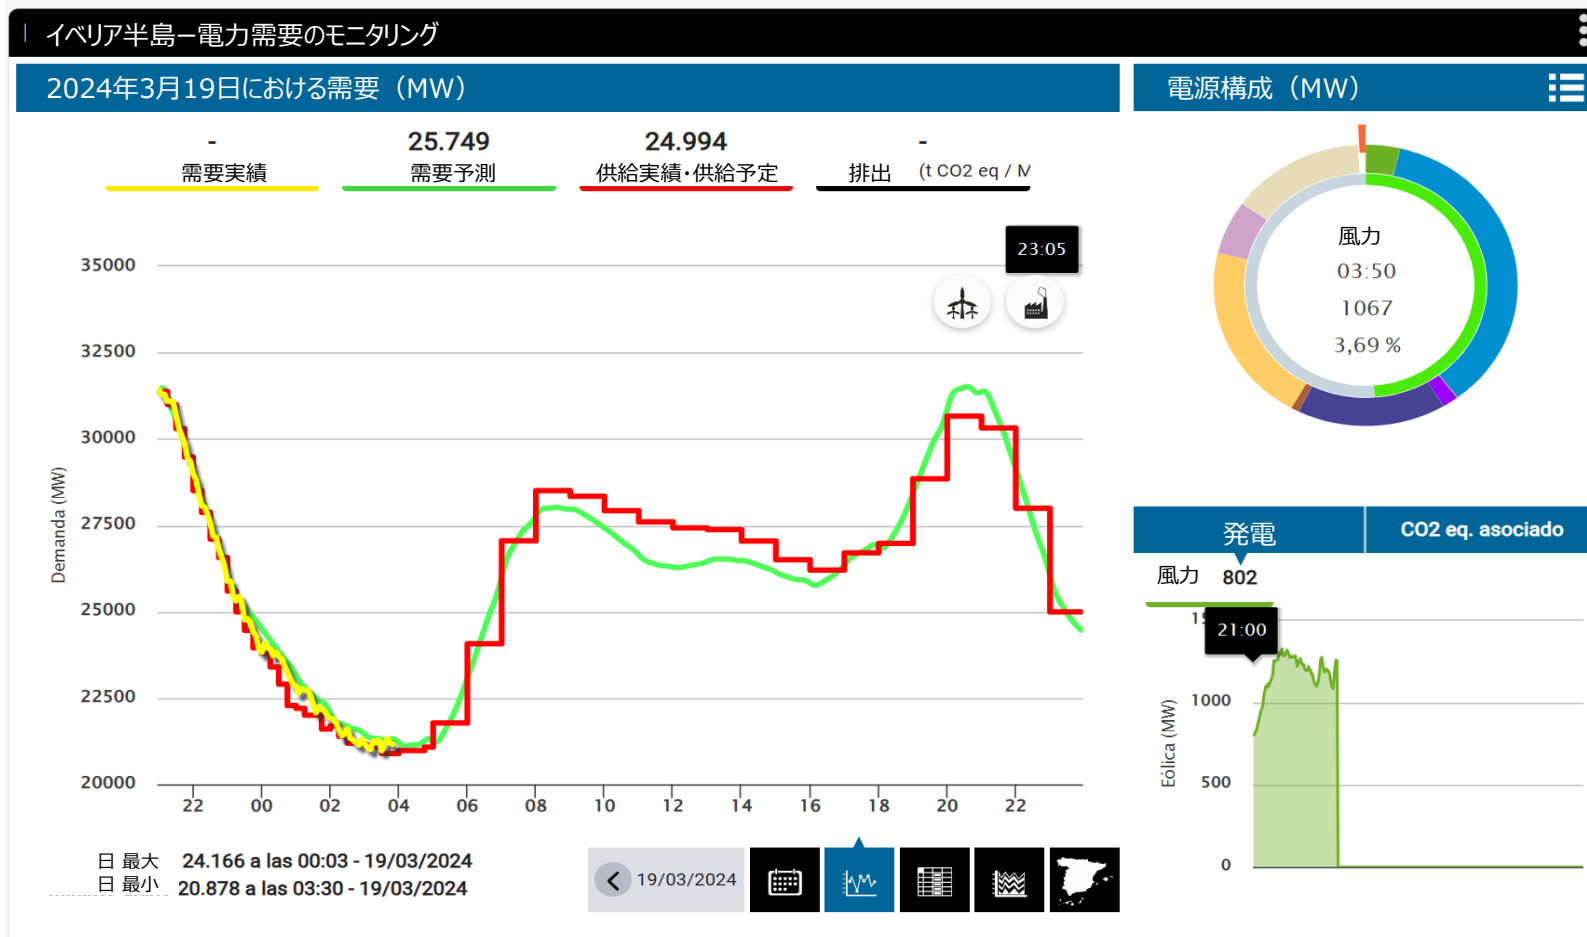 イベリア半島ー電力需要のモニタリング
2024年3月19日における需要（MW）
電源構成（MW）
-
25.749
24.994
-
需要実績
需要予測
供給実績・供給予定
排出 (t CO2 eq / M
23:05
35000
32500
30000
27500
25000
22500
20000
Demanda (MW)
22 00 02 04 06 08 10 12 14 16 18 20 22
日 最大 24.166 a las 00:03 - 19/03/2024
日 最小 20.878 a las 03:30 - 19/03/2024
19/03/2024
風力
03:50
1067
3,69 %
発電
CO2 eq. asociado
風力 802
21:00
1000
500
0
Eólica (MW)